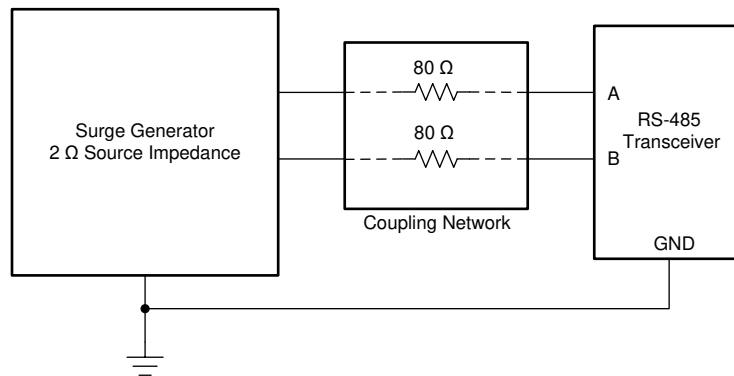 Surge Generator
2 Ω Source Impedance
80 Ω
80 Ω
Coupling Network
A
B
RS-485
Transceiver
GND